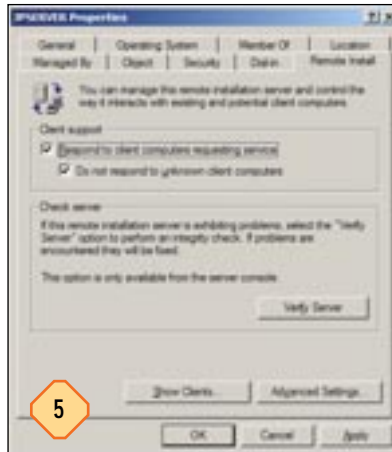 JPSERVER Properties
General
Operating System
Member Of
Location
Managed By
Object
Security
Dial-in
Remote Install
You can manage this remote installation server and control the
way it interacts with existing and potential client computers.
Client support
Respond to client computers requesting service
Do not respond to unknown client computers
Check server
If this remote installation server is exhibiting problems, select the "Verify
Server" option to perform an integrity check. If problems are
encountered they will be fixed.
This option is only available from the server console.
Verify Server
Show Clients...
Advanced Settings...
5
OK
Cancel
Apply